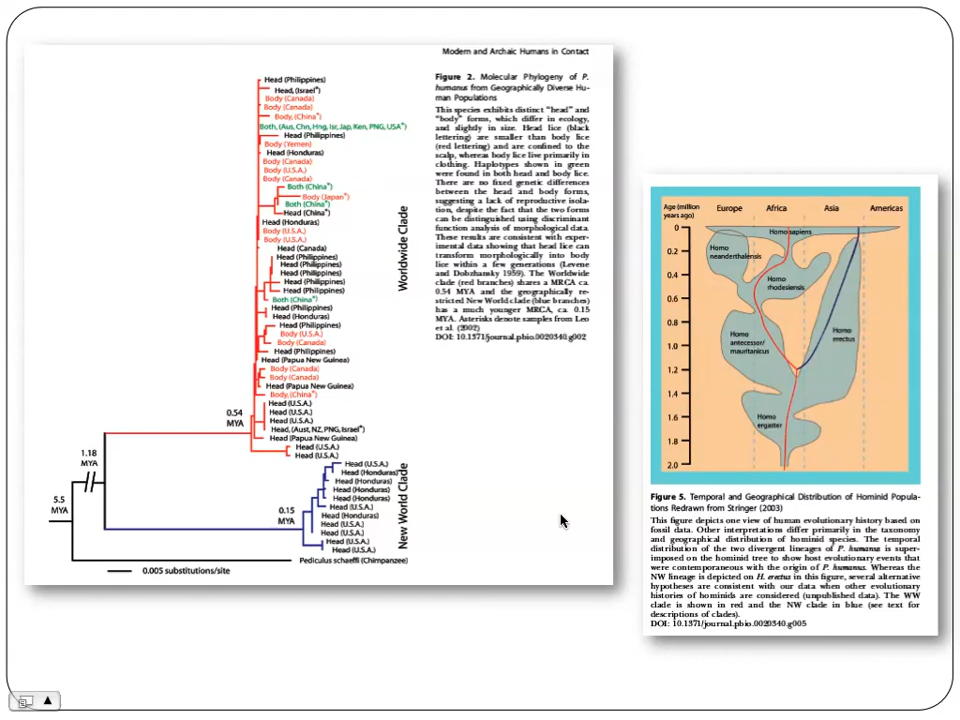 Modern and Archaic Humans in Contact
Head (Philippines)
Head, (Israel*)
Body (Canada)
Body (Canada)
Body, (China*)
Both, (Aus, Chn, Hng, Isr, Jap, Ken, PNG, USA*)
Head (Philippines)
Body (Yemen)
Head (Honduras)
Body (Canada)
Body (U.S.A.)
Body (Canada)
Both (China*)
Body (Japan*)
Both (China*)
Head (China*)
Head (Honduras)
Body (U.S.A.)
Body (U.S.A.)
Head (Canada)
Head (Philippines)
Head (Philippines)
Head (Philippines)
Head (Philippines)
Head (Philippines)
Both (China*)
Head (Philippines)
Head (Honduras)
Head (Philippines)
Body (U.S.A.)
Body (Canada)
Head (Philippines)
Head (Papua New Guinea)
Body (Canada)
Body (Canada)
Head (Papua New Guinea)
Body, (China*)
Head (U.S.A.)
Head (U.S.A.)
Head (U.S.A.)
Head, (Aust, NZ, PNG, Israel*)
Head (Papua New Guinea)
Head (U.S.A.)
Head (U.S.A.)
Head (U.S.A.)
Head (Honduras)
Head (Honduras)
Head (Honduras)
Head (Honduras)
Head (U.S.A.)
Head (Honduras)
Head (U.S.A.)
Head (U.S.A.)
Head (U.S.A.)
Head (U.S.A.)
Pediculus schaeffi (Chimpanzee)
Worldwide Clade
New World Clade
0.54
MYA
1.18
MYA
5.5
MYA
0.15
MYA
0.005 substitutions/site
Figure 2. Molecular Phylogeny of P.
humanus from Geographically Diverse Hu-
man Populations
This species exhibits distinct "head" and
"body" forms, which differ in ecology,
and slightly in size. Head lice (black
lettering) are smaller than body lice
(red lettering) and are confined to the
scalp, whereas body lice live primarily in
clothing. Haplotypes shown in green
were found in both head and body lice.
There are no fixed genetic differences
between the head and body forms,
suggesting a lack of reproductive isola-
tion, despite the fact that the two forms
can be distinguished using discriminant
function analysis of morphological data.
These results are consistent with exper-
imental data showing that head lice can
transform morphologically into body
lice within a few generations (Levene
and Dobzhansky 1959). The Worldwide
clade (red branches) shares a MRCA ca.
0.54 MYA and the geographically re-
stricted New World clade (blue branches)
has a much younger MRCA, ca. 0.15
MYA. Asterisks denote samples from Leo
et al. (2002)
DOI: 10.1371/journal.pbio.0020340.g002
Age (million
years ago)
Europe Africa Asia Americas
0
0.2
0.4
0.6
0.8
1.0
1.2
1.4
1.6
1.8
2.0
Homo sapiens
Homo
neanderthalensis
Homo
rhodesiensis
Homo
antecessor/
mauritanicus
Homo
erectus
Homo
ergaster
Figure 5. Temporal and Geographical Distribution of Hominid Popula-
tions Redrawn from Stringer (2003)
This figure depicts one view of human evolutionary history based on
fossil data. Other interpretations differ primarily in the taxonomy
and geographical distribution of hominid species. The temporal
distribution of the two divergent lineages of P. humanus is super-
imposed on the hominid tree to show host evolutionary events that
were contemporaneous with the origin of P. humanus. Whereas the
NW lineage is depicted on H. erectus in this figure, several alternative
hypotheses are consistent with our data when other evolutionary
histories of hominids are considered (unpublished data). The WW
clade is shown in red and the NW clade in blue (see text for
descriptions of clades).
DOI: 10.1371/journal.pbio.0020340.g005